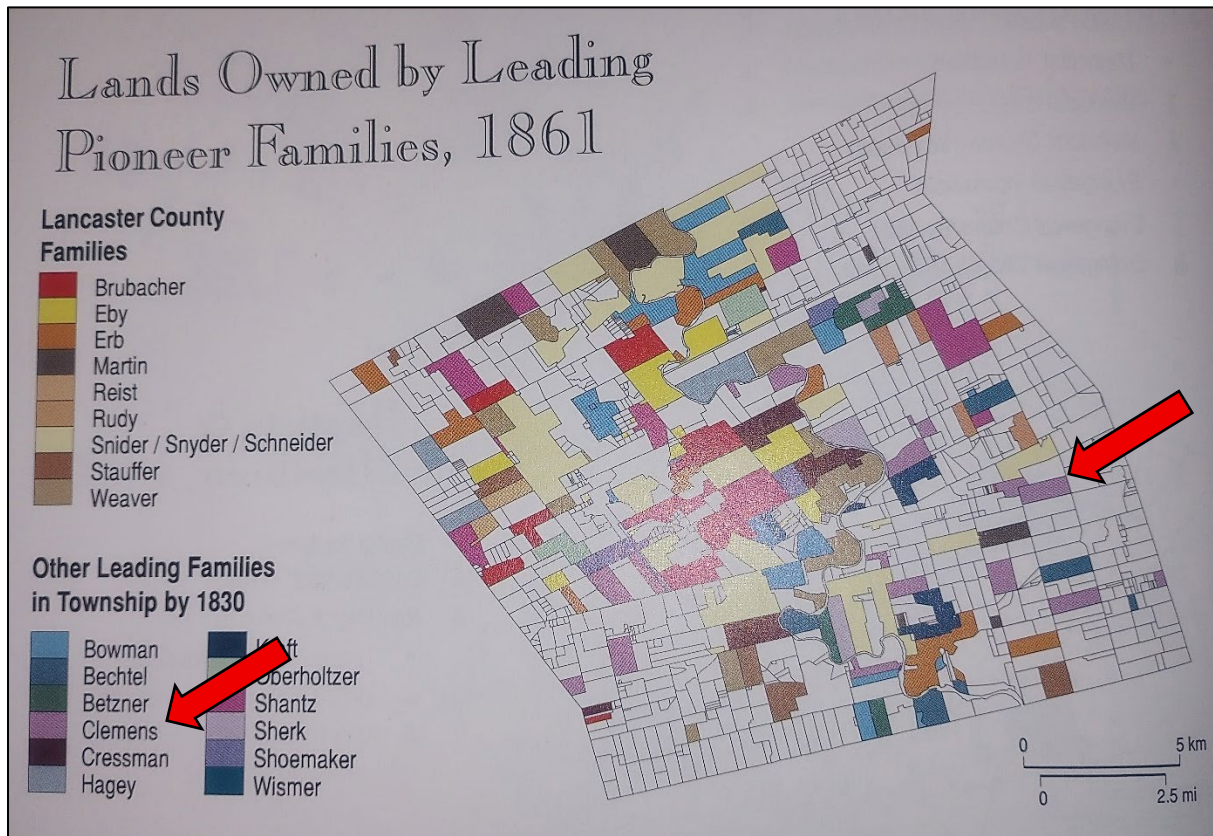 Lands Owned by Leading
Pioneer Families, 1861
Lancaster County
Families
Brubacher
Eby
Erb
Martin
Reist
Rudy
Snider / Snyder / Schneider
Stauffer
Weaver
Other Leading Families
in Township by 1830
Bowman
Bechtel
Betzner
Clemens
Cressman
Hagey
Oberholtzer
Shantz
Sherk
Shoemaker
Wismer
0 5 km
0 2.5 mi